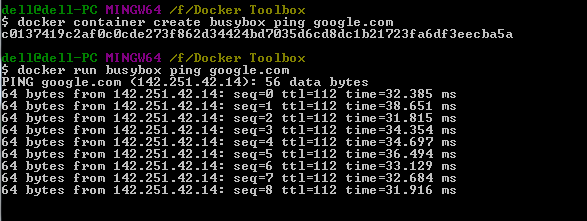 dell@dell-PC MINGW64 /f/Docker Toolbox
$ docker container create busybox ping google.com
c0137419c2af0c0cde273f862d34424bd7035d6cd8dc1b21723fa6df3eecba5a
dell@dell-PC MINGW64 /f/Docker Toolbox
$ docker run busybox ping google.com
PING google.com (142.251.42.14): 56 data bytes
64 bytes from 142.251.42.14: seq=0 ttl=112 time=32.385 ms
64 bytes from 142.251.42.14: seq=1 ttl=112 time=38.651 ms
64 bytes from 142.251.42.14: seq=2 ttl=112 time=31.815 ms
64 bytes from 142.251.42.14: seq=3 ttl=112 time=34.354 ms
64 bytes from 142.251.42.14: seq=4 ttl=112 time=34.697 ms
64 bytes from 142.251.42.14: seq=5 ttl=112 time=36.494 ms
64 bytes from 142.251.42.14: seq=6 ttl=112 time=33.129 ms
64 bytes from 142.251.42.14: seq=7 ttl=112 time=32.684 ms
64 bytes from 142.251.42.14: seq=8 ttl=112 time=31.916 ms